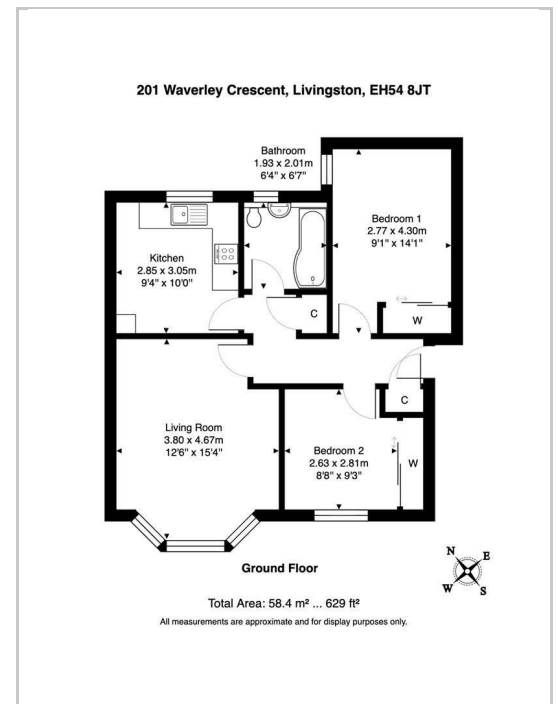 201 Waverley Crescent, Livingston, EH54 8JT
Bathroom
1.93 x 2.01m
6'4" x 6'7"
Bedroom 1
2.77 x 4.30m
9'1" x 14'1"
Kitchen
2.85 x 3.05m
9'4" x 10'0"
C
W
C
Living Room
3.80 x 4.67m
12'6" x 15'4"
Bedroom 2
2.63 x 2.81m
8'8" x 9'3"
W
N
E
W
S
Ground Floor
Total Area: 58.4 m² ... 629 ft²
All measurements are approximate and for display purposes only.